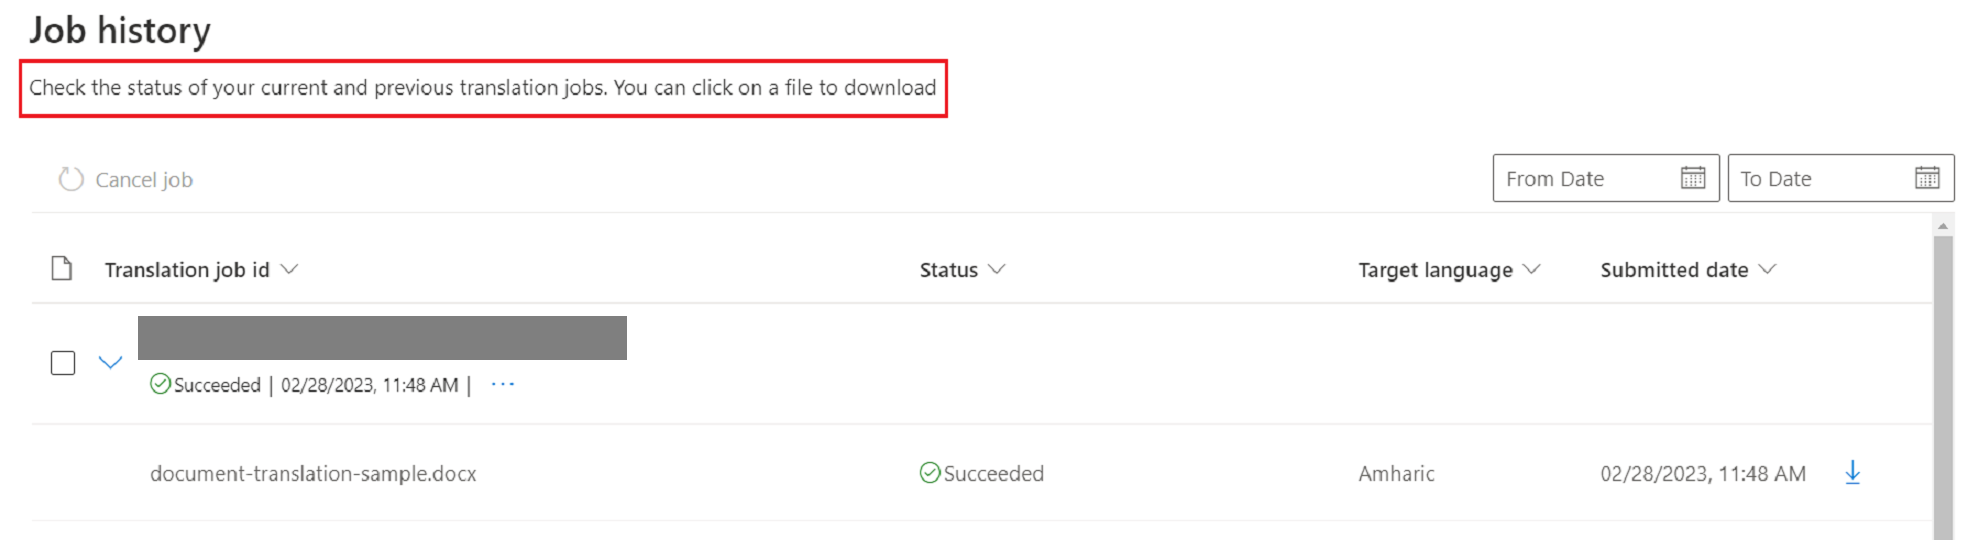 Job history
Check the status of your current and previous translation jobs. You can click on a file to download
Cancel job
From Date
To Date
Translation job id
Status
Target language
Submitted date
Succeeded | 02/28/2023, 11:48 AM | ···
document-translation-sample.docx
Succeeded
Amharic
02/28/2023, 11:48 AM